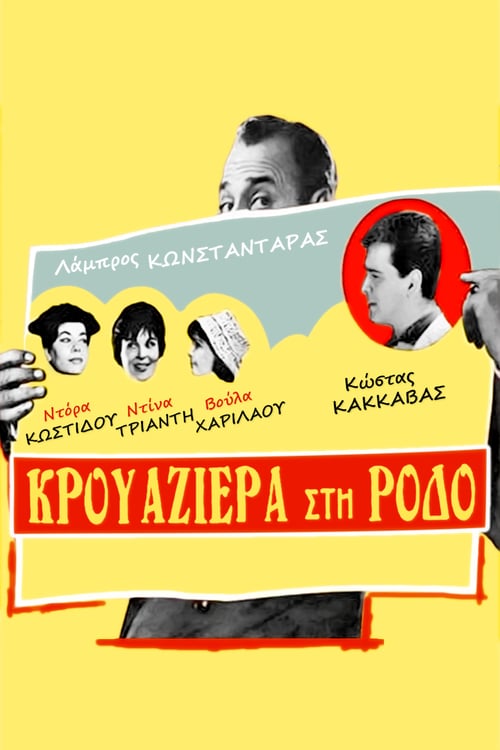 Λάμπρος ΚΩΝΣΤΑΝΤΑΡΑΣ
Ντόρα
ΚΩΣΤΙΔΟΥ
Ντίνα
ΤΡΙΑΝΤΗ
Βούλα
ΧΑΡΙΛΑΟΥ
Κώστας
ΚΑΚΚΑΒΑΣ
ΚΡΟΥΑΖΙΕΡΑ ΣΤΗ ΡΟΔΟ